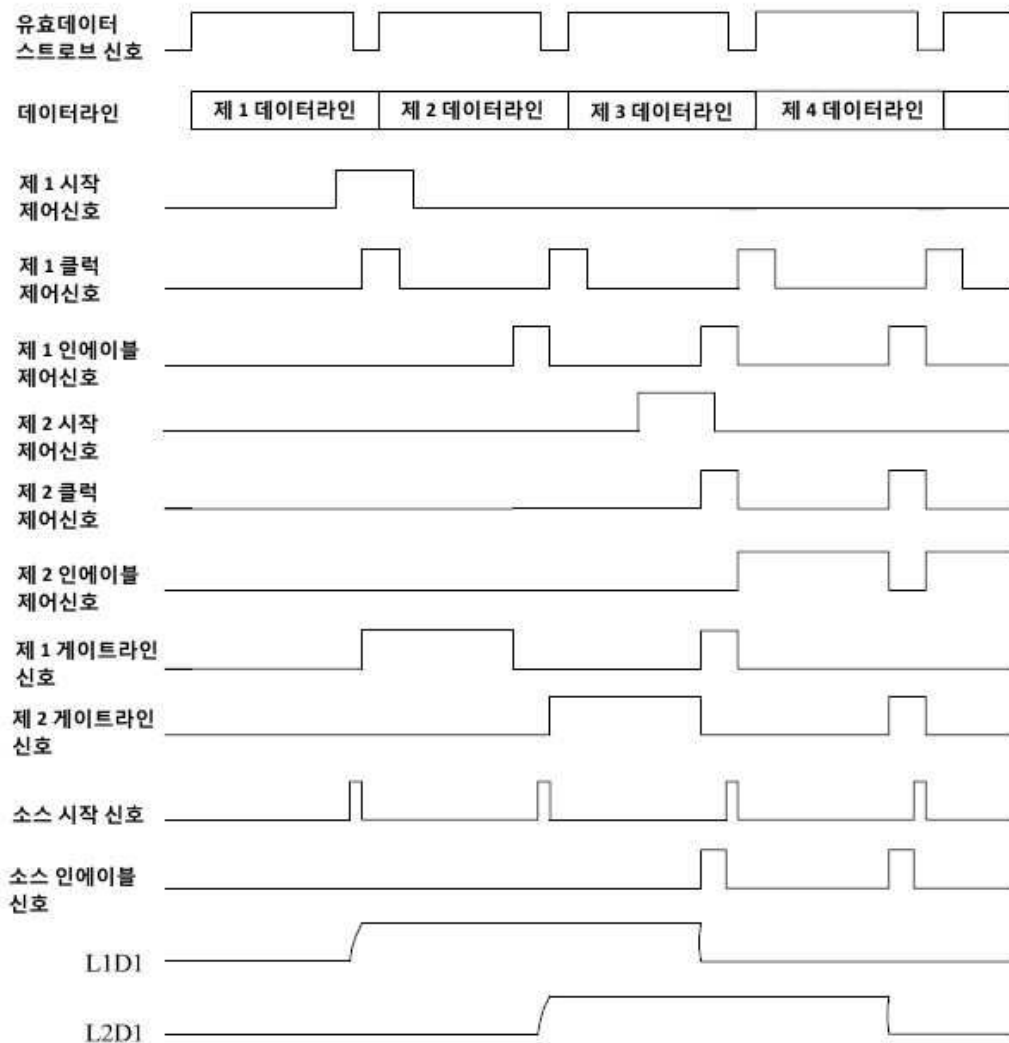 유효데이터
스트로브 신호
데이터라인
제 1 데이터라인 제 2 데이터라인 제 3 데이터라인 제 4 데이터라인
제 1 시작
제어신호
제 1 클럭
제어신호
제 1 인에이블
제어신호
제 2 시작
제어신호
제 2 클럭
제어신호
제 2 인에이블
제어신호
제 1 게이트라인
신호
제 2 게이트라인
신호
소스 시작 신호
소스 인에이블
신호
L1D1
L2D1